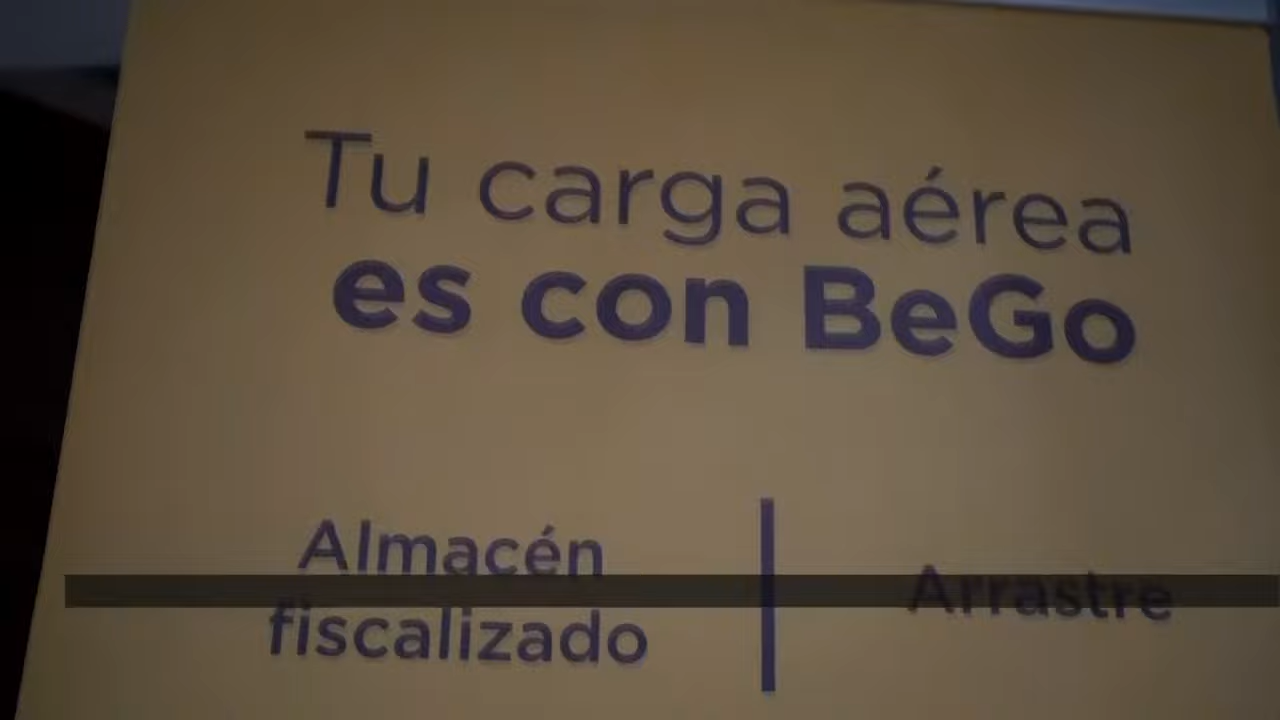 Tu carga aérea
es con BeGo
Almacén
fiscalizado
Arrastre